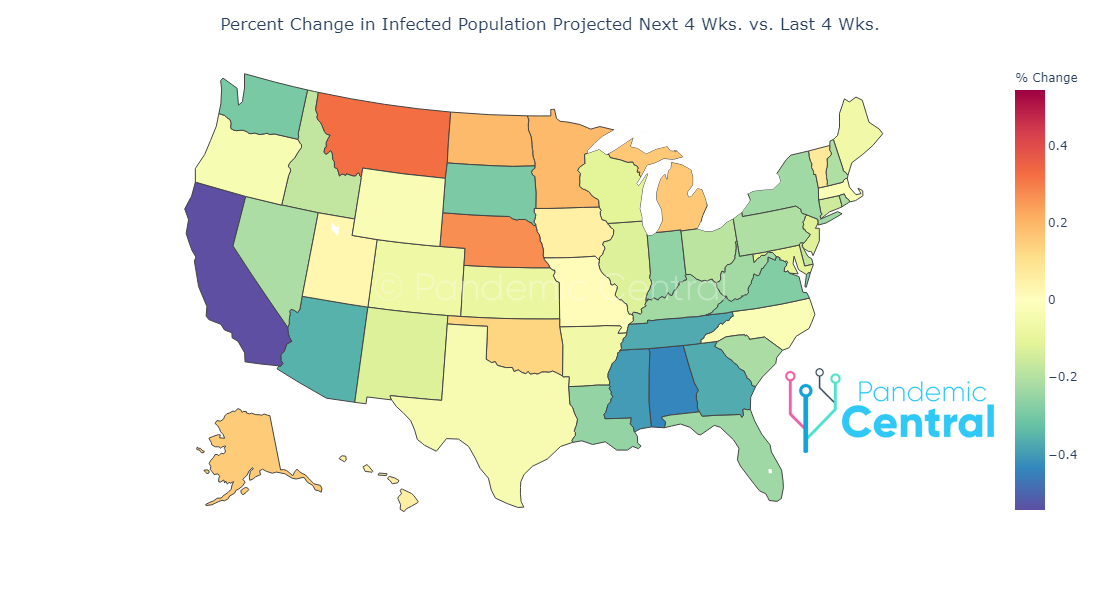 Percent Change in Infected Population Projected Next 4 Wks. vs. Last 4 Wks.
% Change
0.4
0.2
0
−0.2
−0.4
© Pandemic Central
Pandemic
Central